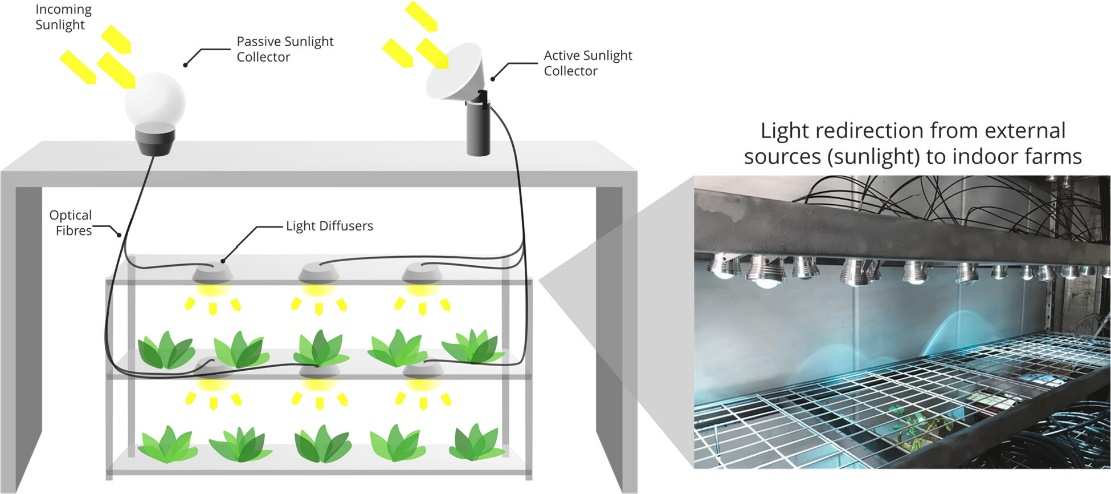 Incoming
Sunlight
Passive Sunlight
Collector
Active Sunlight
Collector
Optical
Fibres
Light Diffusers
Light redirection from external
sources (sunlight) to indoor farms